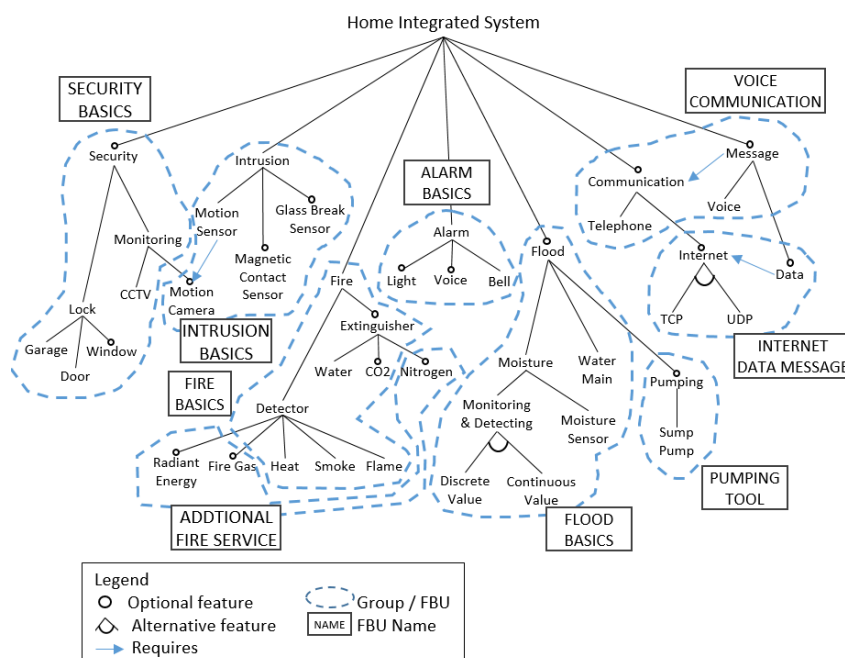 Home Integrated System
SECURITY
BASICS
VOICE
COMMUNICATION
Security
Intrusion
ALARM
BASICS
Message
Communication
Motion
Sensor
Glass Break
Sensor
Voice
Telephone
Monitoring
Alarm
Magnetic
Contact
Sensor
Flood
Internet
Light
Voice
Bell
Data
CCTV
Motion
Camera
Fire
Lock
Extinguisher
TCP
UDP
Garage
Window
Door
INTRUSION
BASICS
INTERNET
DATA MESSAGE
Water
CO2
Nitrogen
Moisture
Water
Main
Pumping
FIRE
BASICS
Detector
Monitoring
& Detecting
Moisture
Sensor
Sump
Pump
Radiant
Energy
Fire Gas
Heat
Smoke
Flame
Discrete
Value
Continuous
Value
PUMPING
TOOL
ADDTIONAL
FIRE SERVICE
FLOOD
BASICS
Legend
Optional feature
Group / FBU
Alternative feature
NAME
FBU Name
Requires